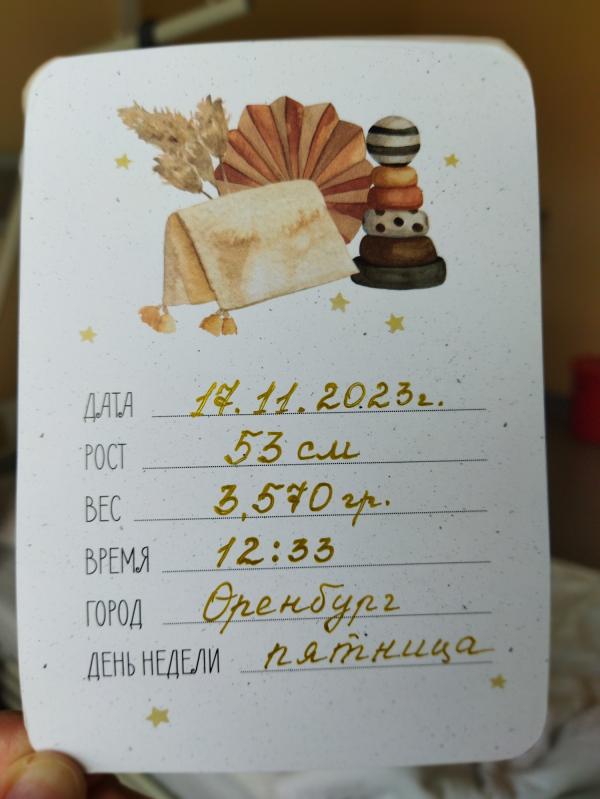 ДАТА 17.11.2023г.
РОСТ 53 см
ВЕС 3,570 гр.
ВРЕМЯ 12:33
ГОРОД Оренбург
ДЕНЬ НЕДЕЛИ пятница